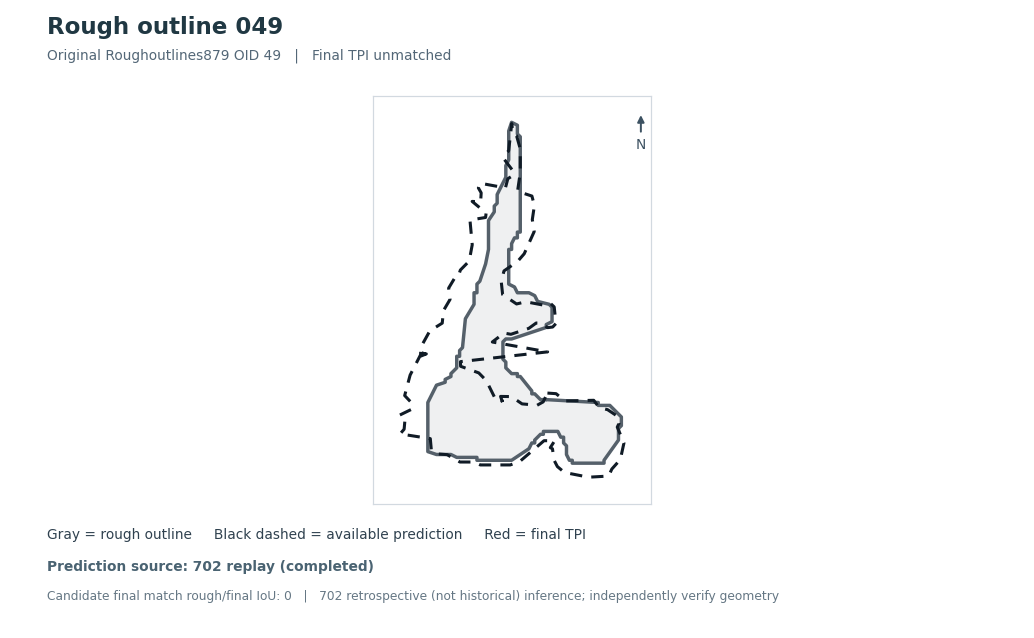 Rough outline 049
Original Roughoutlines879 OID 49   |   Final TPI unmatched
N
Gray = rough outline     Black dashed = available prediction     Red = final TPI
Prediction source: 702 replay (completed)
Candidate final match rough/final IoU: 0   |   702 retrospective (not historical) inference; independently verify geometry